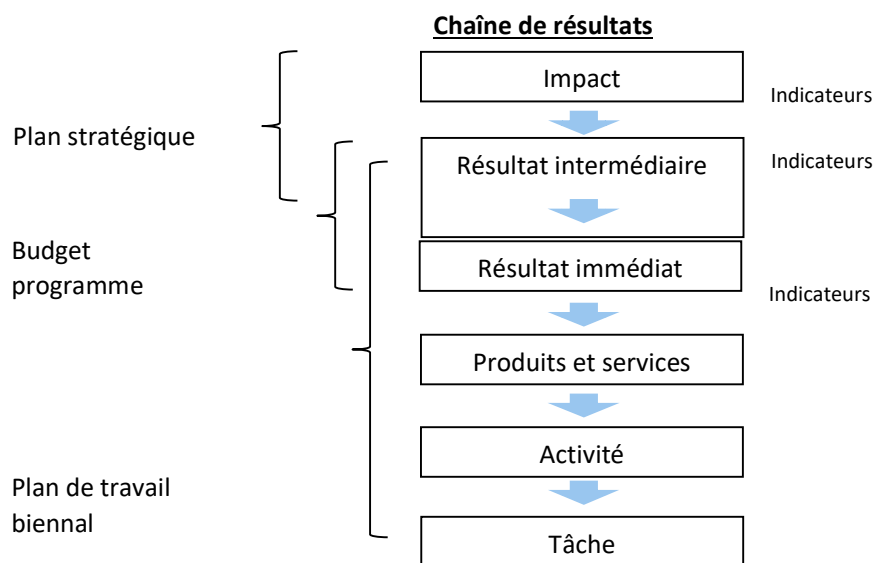 Chaîne de résultats
Impact
Indicateurs
Plan stratégique
Résultat intermédiaire
Indicateurs
Budget
programme
Résultat immédiat
Indicateurs
Produits et services
Activité
Plan de travail
biennal
Tâche